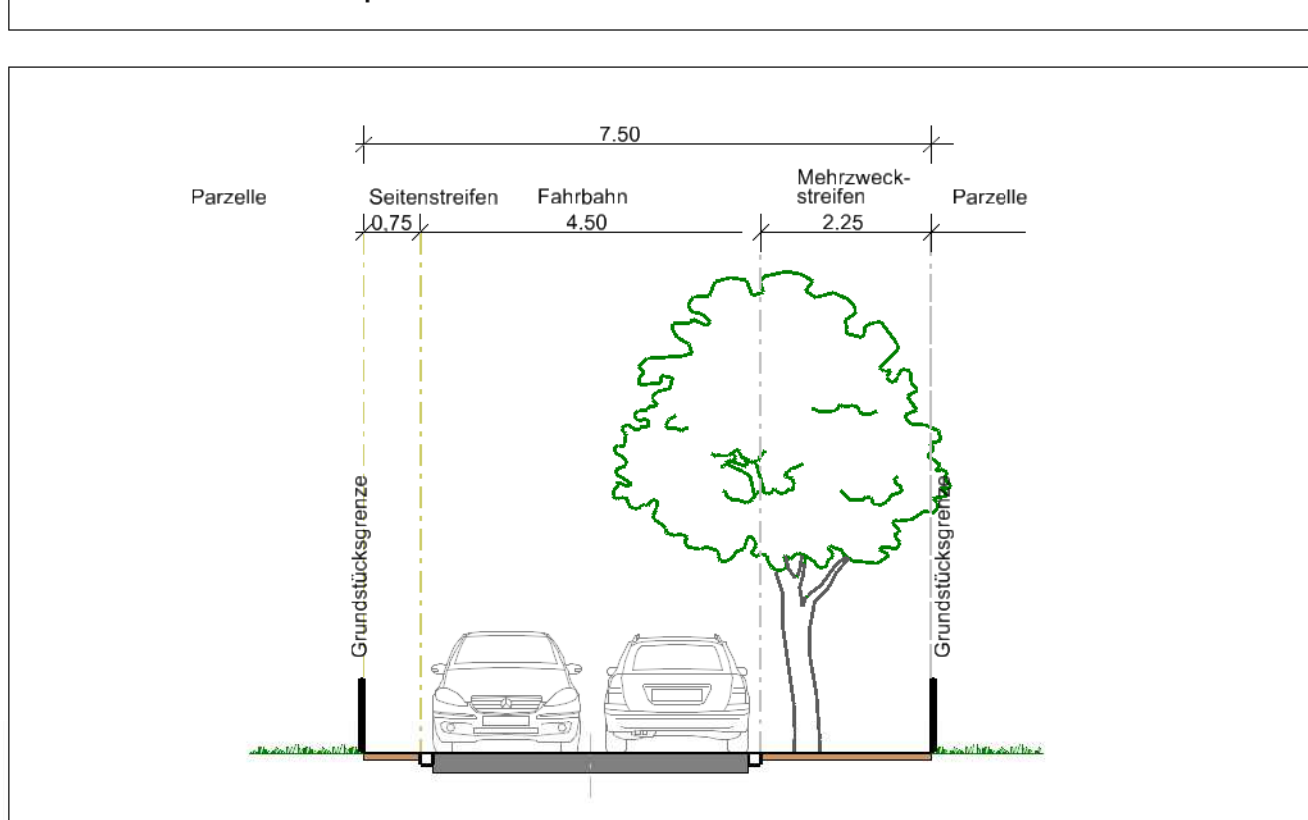 7.50
Parzelle
Seitenstreifen
Fahrbahn
Mehrzweck-
streifen
Parzelle
0,75
4.50
2.25
Grundstücksgrenze
Grundstücksgrenze